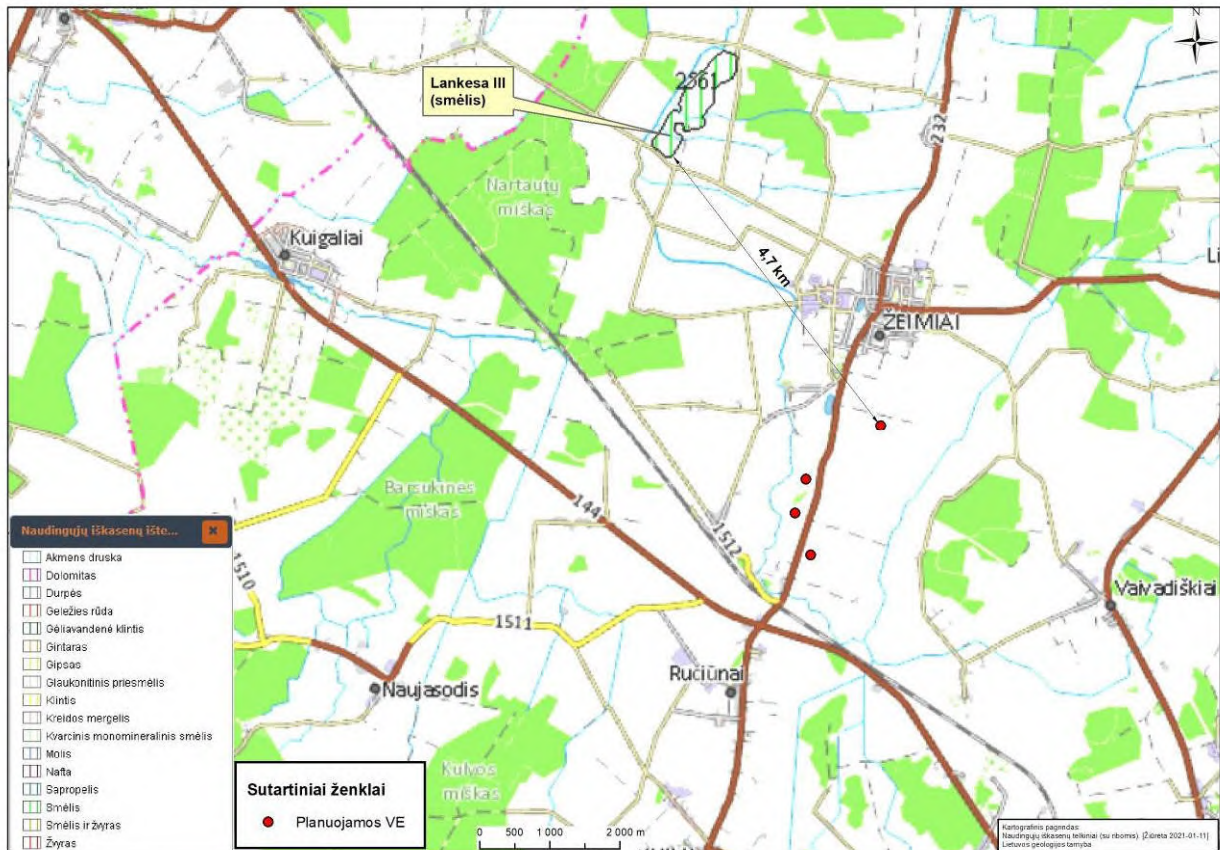 N
Lankesa III
(smėlis)
2561
232
Nartautų
miškas
Kuigaliai
4,7 km
ŽEIMIAI
Barsukinės
miškas
144
1512
1510
1511
Vaivadiškiai
Ručiūnai
Naujasodis
Kulvos
miškas
Naudingųjų iškasenų ište...
Akmens druska
Dolomitas
Durpės
Geležies rūda
Gėliavandenė klintis
Gintaras
Gipsas
Glaukonitinis priesmėlis
Klintis
Kreidos mergelis
Kvarcinis monomineralinis smėlis
Molis
Nafta
Sapropelis
Smėlis
Smėlis ir žvyras
Žvyras
Sutartiniai ženklai
Planuojamos VE
0 500 1 000 2 000 m
Kartografinis pagrindas:
Naudingųjų iškasenų telkiniai (su ribomis). [Žiūrėta 2021-01-11]
Lietuvos geologijos tarnyba